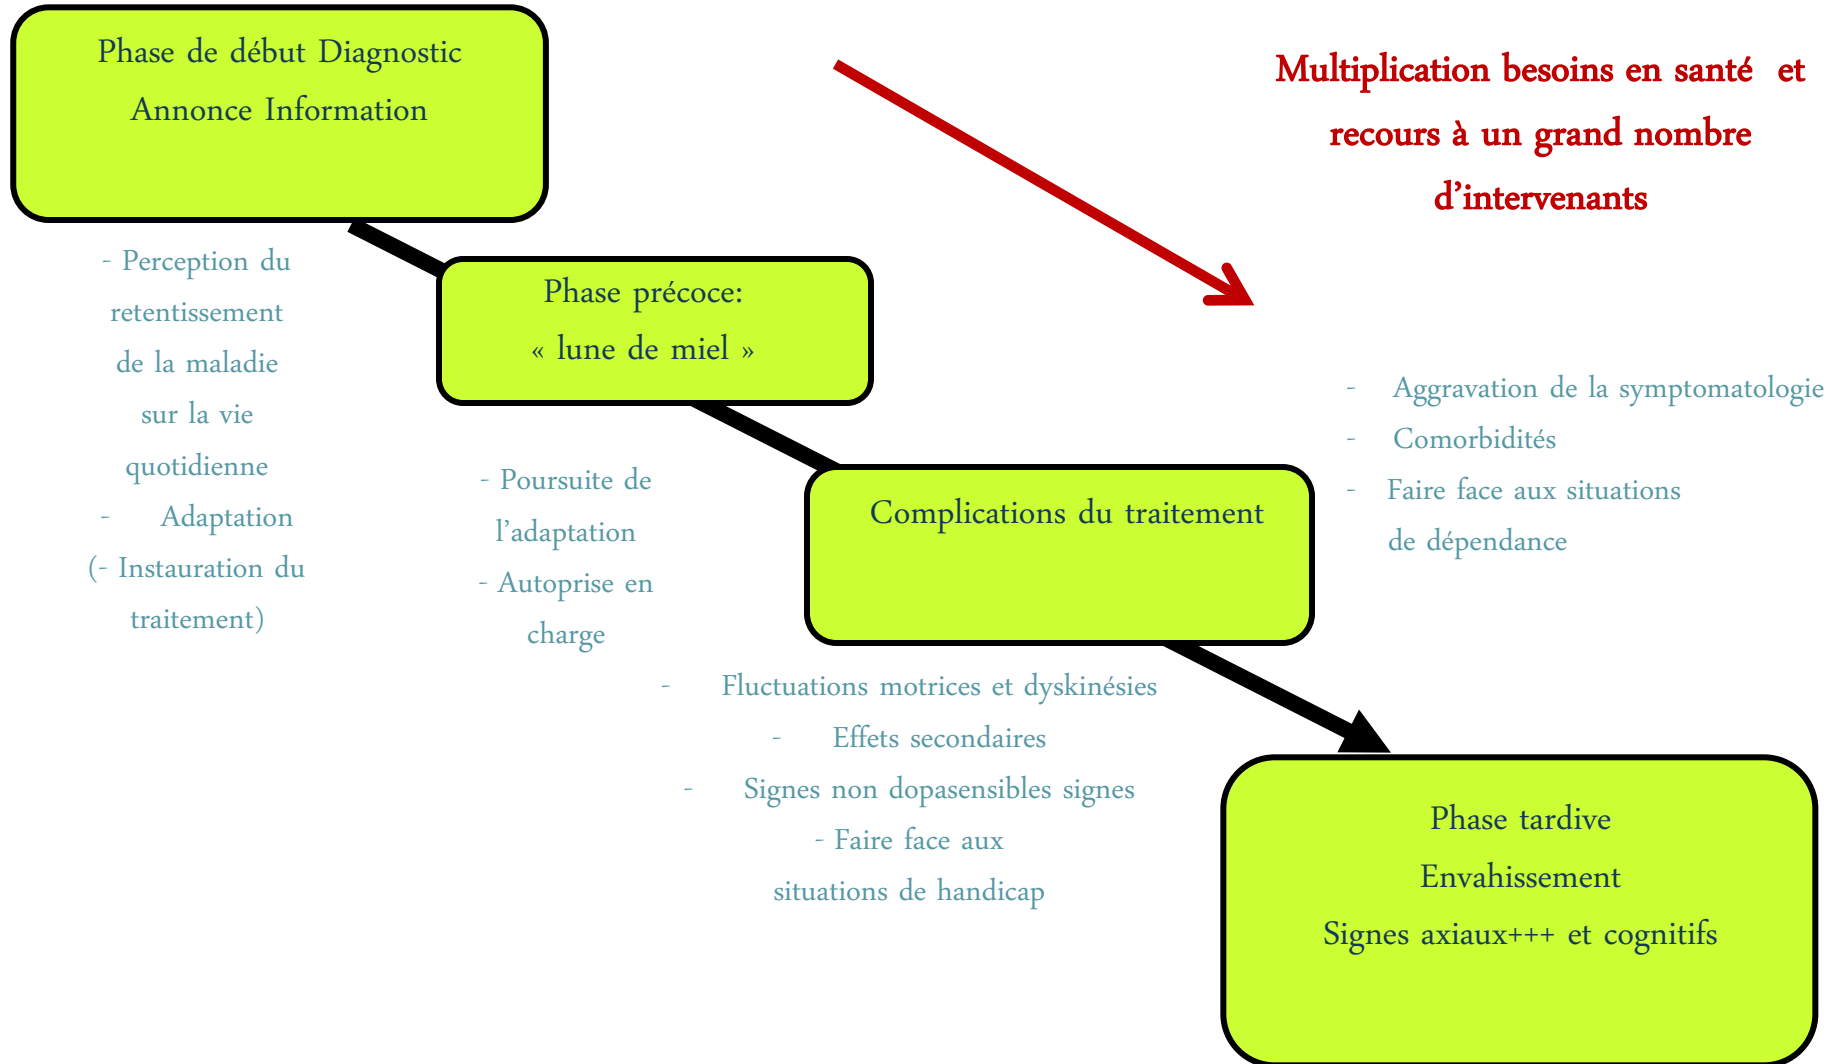 Phase de début Diagnostic
Annonce Information
Multiplication besoins en santé et
recours à un grand nombre
d’intervenants
- Perception du
retentissement
de la maladie
sur la vie
quotidienne
- Adaptation
(- Instauration du
traitement)
Phase précoce:
« lune de miel »
- Poursuite de
l’adaptation
- Autoprise en
charge
Complications du traitement
- Aggravation de la symptomatologie
- Comorbidités
- Faire face aux situations
de dépendance
- Fluctuations motrices et dyskinésies
- Effets secondaires
- Signes non dopasensibles signes
- Faire face aux
situations de handicap
Phase tardive
Envahissement
Signes axiaux+++ et cognitifs